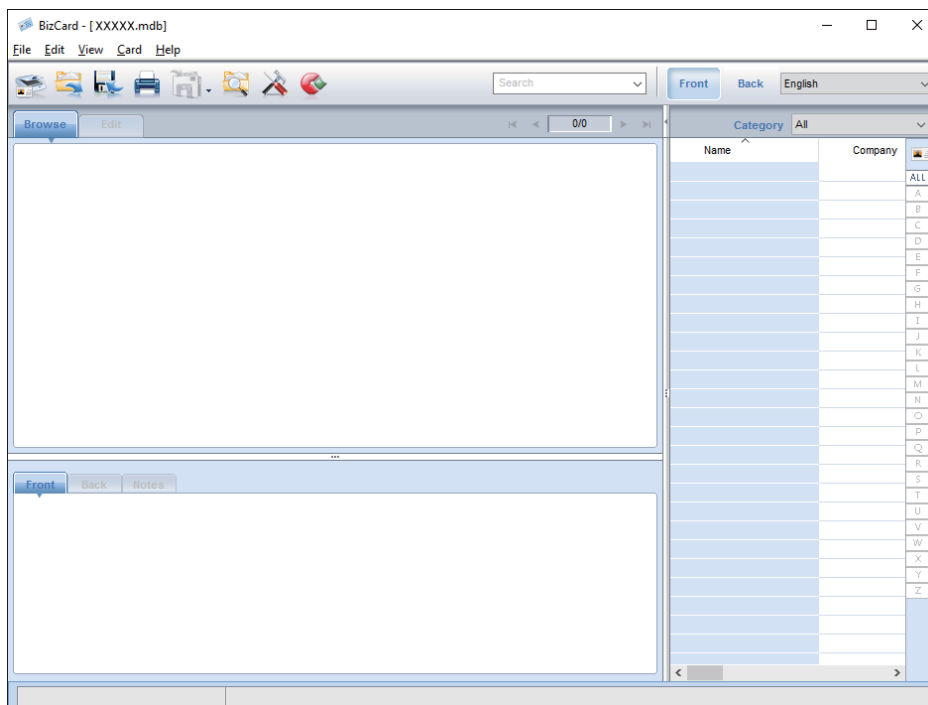 BizCard - [XXXXX.mdb]
File Edit View Card Help
Search
Front Back English
Browse Edit 0/0 Category All
Name Company
ALL
A
B
C
D
E
F
G
H
I
J
K
L
M
N
O
P
Q
R
S
T
U
V
W
X
Y
Z
Front Back Notes